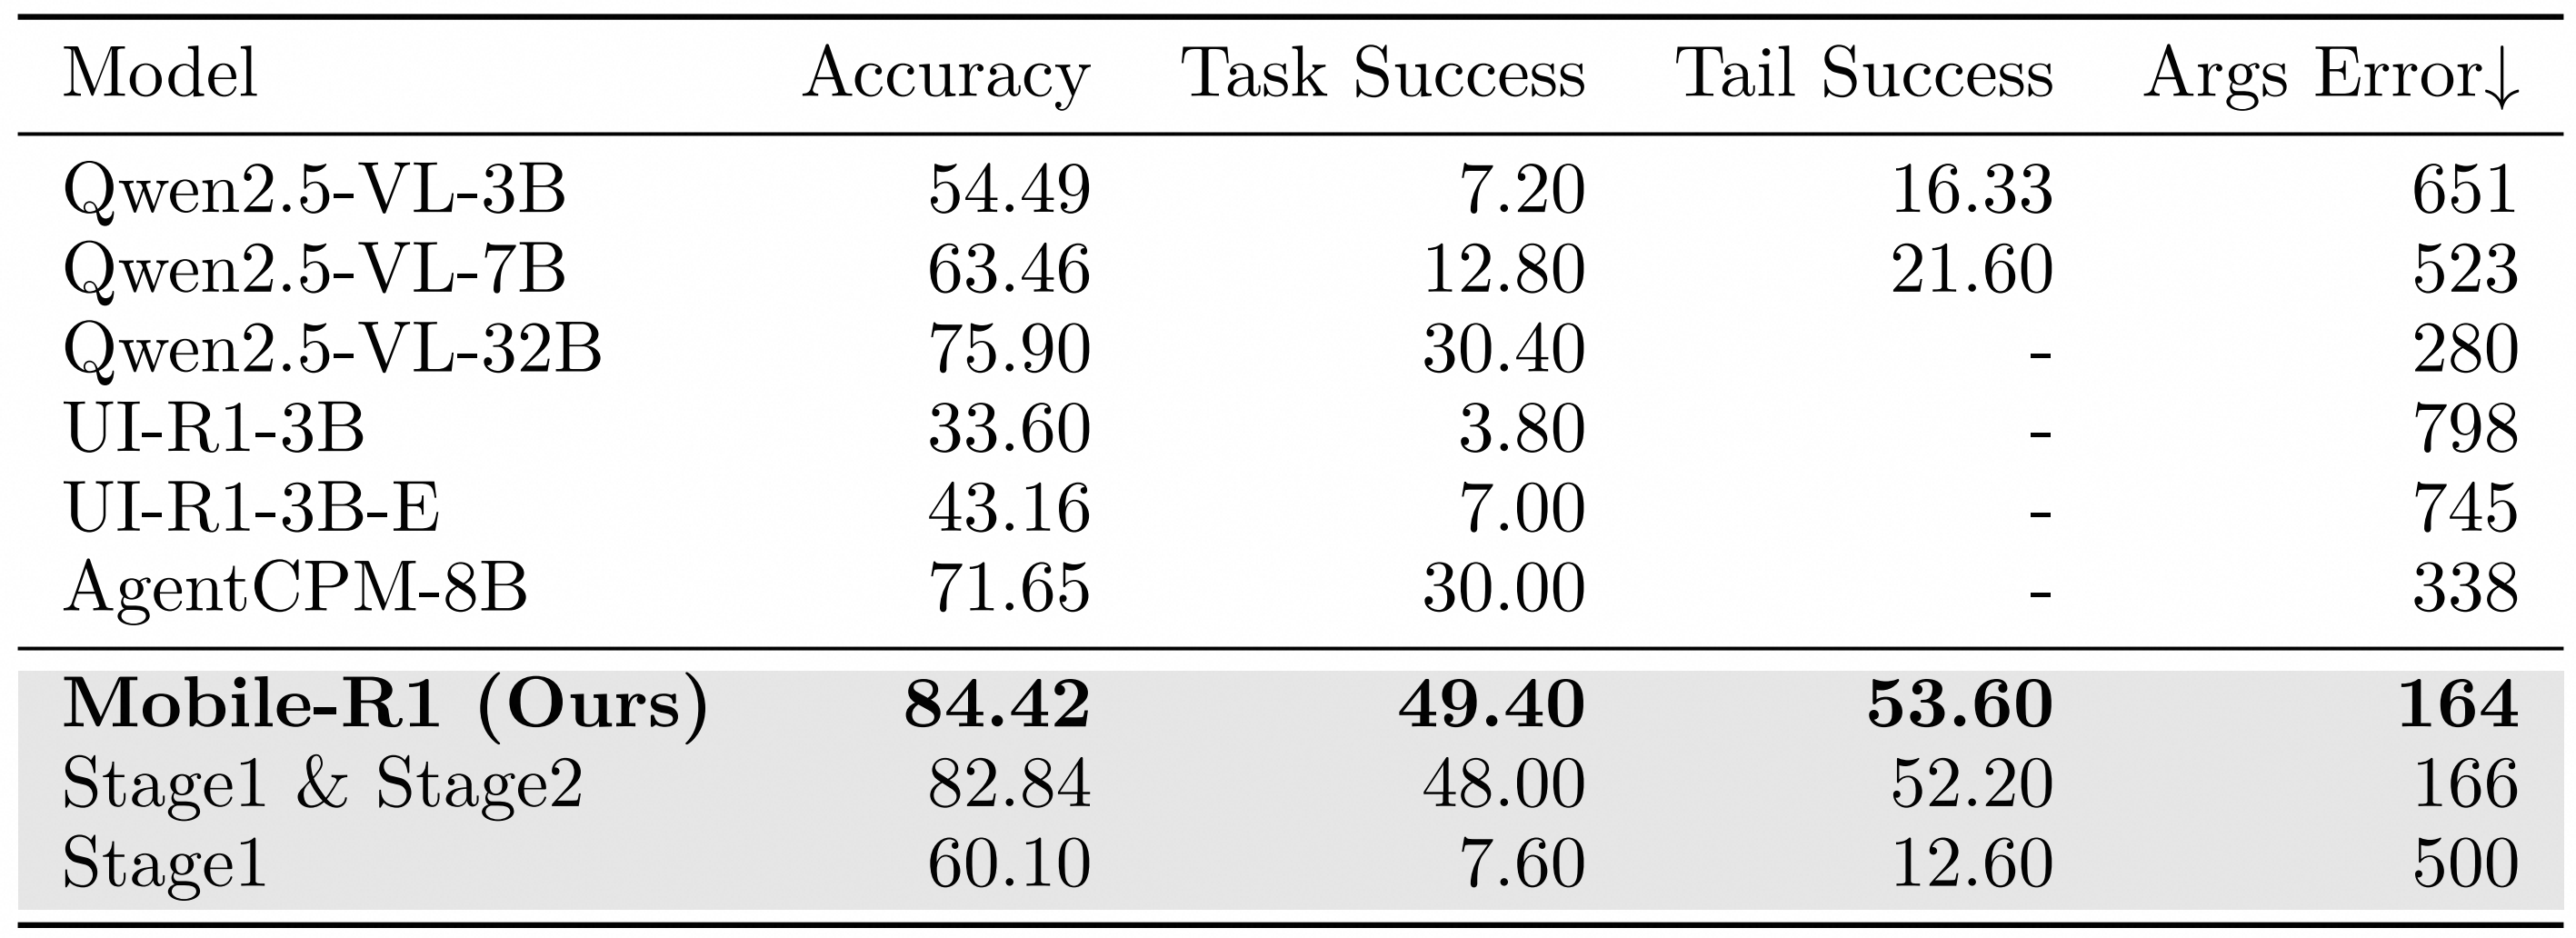 Model Accuracy Task Success Tail Success Args Error↓
Qwen2.5-VL-3B 54.49 7.20 16.33 651
Qwen2.5-VL-7B 63.46 12.80 21.60 523
Qwen2.5-VL-32B 75.90 30.40 - 280
UI-R1-3B 33.60 3.80 - 798
UI-R1-3B-E 43.16 7.00 - 745
AgentCPM-8B 71.65 30.00 - 338
Mobile-R1 (Ours) 84.42 49.40 53.60 164
Stage1 & Stage2 82.84 48.00 52.20 166
Stage1 60.10 7.60 12.60 500